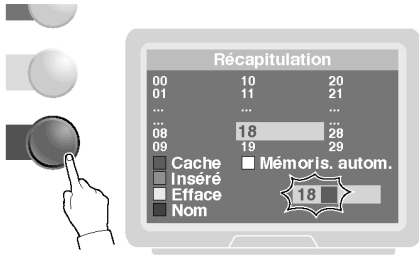 Récapitulation
00 10 20
01 11 21
... ... ...
...
08 18 28
09 19 29
Cache Mémoris. autom.
Inséré
Efface 18
Nom